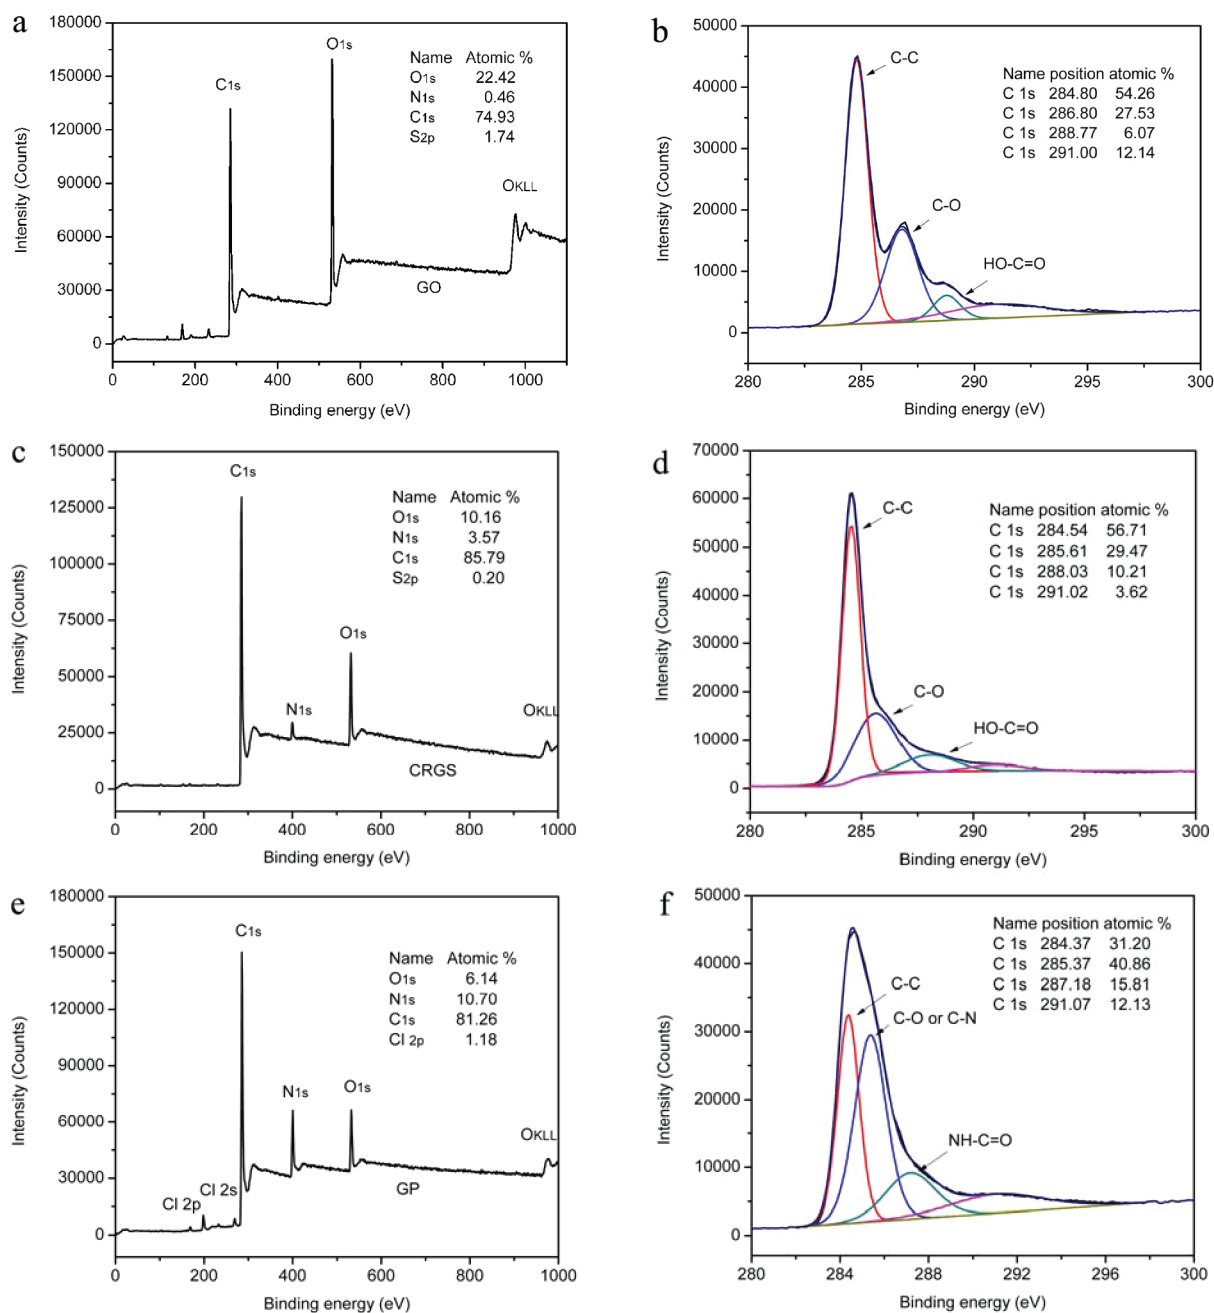 a
180000
150000
120000
90000
60000
30000
0
Intensity (Counts)
C1s
O1s
OKLL
GO
Name Atomic %
O1s 22.42
N1s 0.46
C1s 74.93
S2p 1.74
0 200 400 600 800 1000
Binding energy (eV)
b
50000
40000
30000
20000
10000
0
Intensity (Counts)
C-C
C-O
HO-C=O
Name position atomic %
C 1s 284.80 54.26
C 1s 286.80 27.53
C 1s 288.77 6.07
C 1s 291.00 12.14
280 285 290 295 300
Binding energy (eV)
c
150000
125000
100000
75000
50000
25000
0
Intensity (Counts)
C1s
N1s
O1s
OKLL
CRGS
Name Atomic %
O1s 10.16
N1s 3.57
C1s 85.79
S2p 0.20
0 200 400 600 800 1000
Binding energy (eV)
d
70000
60000
50000
40000
30000
20000
10000
0
Intensity (Counts)
C-C
C-O
HO-C=O
Name position atomic %
C 1s 284.54 56.71
C 1s 285.61 29.47
C 1s 288.03 10.21
C 1s 291.02 3.62
280 285 290 295 300
Binding energy (eV)
e
180000
150000
120000
90000
60000
30000
0
Intensity (Counts)
C1s
N1s
O1s
OKLL
Cl 2p
Cl 2s
GP
Name Atomic %
O1s 6.14
N1s 10.70
C1s 81.26
Cl 2p 1.18
0 200 400 600 800 1000
Binding energy (eV)
f
50000
40000
30000
20000
10000
0
Intensity (Counts)
C-C
C-O or C-N
NH-C=O
Name position atomic %
C 1s 284.37 31.20
C 1s 285.37 40.86
C 1s 287.18 15.81
C 1s 291.07 12.13
280 284 288 292 296 300
Binding energy (eV)